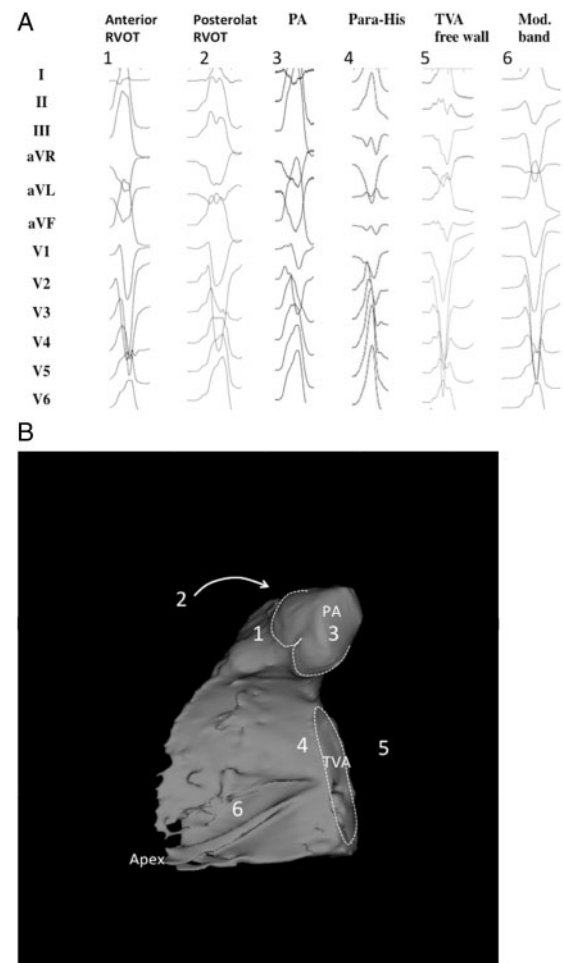 A
Anterior RVOT
Posterolat RVOT
PA
Para-His
TVA free wall
Mod. band
1
2
3
4
5
6
I
II
III
aVR
aVL
aVF
V1
V2
V3
V4
V5
V6
B
2
PA
1
3
4
5
TVA
6
Apex